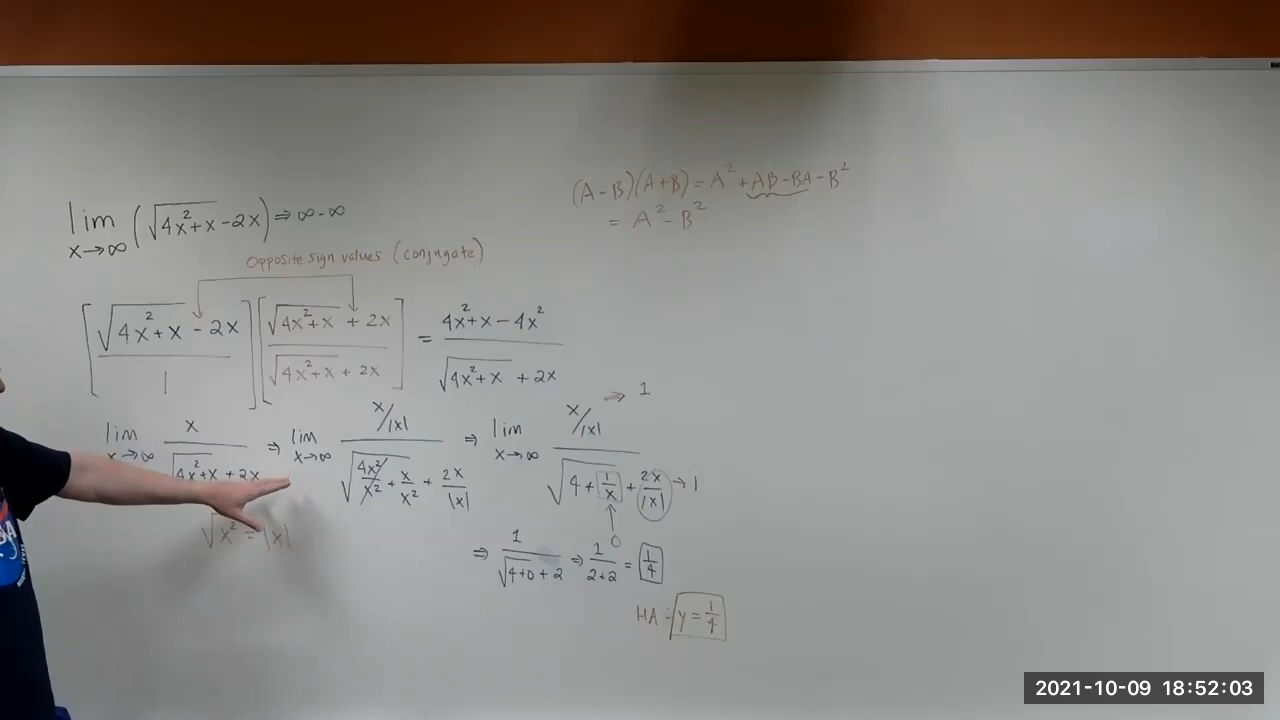 lim x→∞ (√(4x²+x) - 2x) ⇒ ∞-∞
(A-B)(A+B) = A² + AB - BA - B²
= A² - B²
Opposite sign values (conjugate)
[ (√(4x²+x) - 2x) / 1 ] [ (√(4x²+x) + 2x) / (√(4x²+x) + 2x) ] = (4x²+x-4x²) / (√(4x²+x) + 2x)
lim x→∞ x / (√(4x²+x) + 2x) ⇒ lim x→∞ (x/|x|) / (√(4x²/x² + x/x²) + 2x/|x|) ⇒ lim x→∞ (x/|x|) → 1 / (√(4 + 1/x) + 2x/|x|) → 1
√x² = |x|
0
⇒ 1 / (√(4+0) + 2) ⇒ 1 / (2+2) = 1/4
HA: y = 1/4
2021-10-09 18:52:03